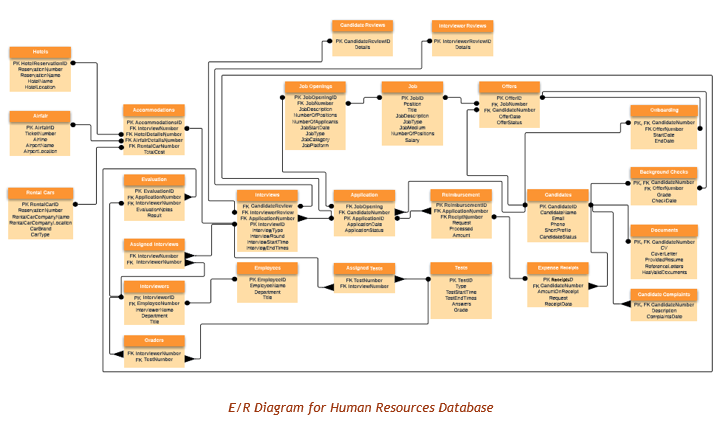 Candidate Reviews
PK CandidateReviewID
Details
Interviewer Reviews
PK InterviewerReviewID
Details
Hotels
PK HotelReservationID
ReservationNumber
ReservationName
HotelName
HotelLocation
Airfair
PK AirfairID
TicketNumber
Airline
AirportName
AirportLocation
Rental Cars
PK RentalCarID
RentalCarCompanyName
RentalCarCompanyLocation
CarBrand
CarType
Accommodations
PK AccommodationsID
FK InterviewNumber
FK HotelDetailsNumber
FK AirfairDetailsNumber
FK RentalCarNumber
TotalCost
Evaluation
PK EvaluationID
FK ApplicationNumber
FK InterviewerNumber
EvaluationNotes
Result
Assigned Interviews
FK InterviewNumber
FK InterviewerNumber
Interviewers
PK InterviewerID
FK EmployeeNumber
InterviewerName
Department
Title
Graders
FK InterviewerNumber
FK TestNumber
Job Openings
PK JobOpeningID
FK JobNumber
JobDescription
NumberOfPositions
NumberOfApplicants
JobStartDate
JobType
JobCategory
JobPlatform
Job
PK JobID
Position
Title
JobDescription
JobType
JobMedium
NumberOfPositions
Salary
Offers
PK OfferID
FK JobNumber
FK CandidateNumber
OfferDate
OfferStatus
Interviews
FK CandidateReview
FK InterviewerReview
FK ApplicationNumber
PK InterviewID
InterviewType
InterviewRound
InterviewStartTime
InterviewEndTimes
Employees
PK EmployeeID
EmployeeName
Department
Title
Application
FK JobOpening
FK CandidateNumber
PK ApplicationID
ApplicationDate
ApplicationStatus
Assigned Tests
FK TestNumber
FK InterviewNumber
Reimbursement
PK ReimbursementID
FK ApplicationNumber
FK ReceiptNumber
Request
Processed
Amount
Tests
PK TestID
Type
TestStartTime
TestEndTimes
Answers
Grade
Candidate
PK CandidateID
CandidateName
Email
Phone
ShortProfile
CandidateStatus
Expense Receipts
PK ReceiptsID
FK CandidateNumber
AmountOnReceipt
Request
ReceiptDate
Onboarding
PK, FK CandidateNumber
FK OfferNumber
StartDate
EndDate
Background Checks
PK, FK CandidateNumber
FK OfferNumber
Grade
CheckDate
Documents
PK, FK CandidateNumber
CV
CoverLetter
ProvidedResume
ReferenceLetters
HasValidDocuments
Candidate Complaints
PK, FK CandidateNumber
Description
ComplaintsDate
E/R Diagram for Human Resources Database